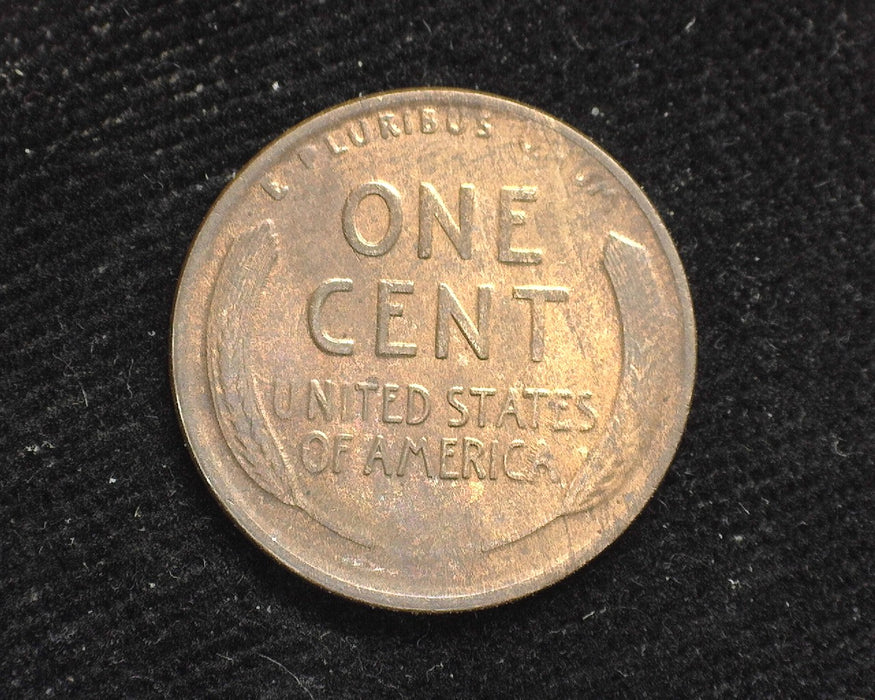 E PLURIBUS
ONE
CENT
UNITED STATES
OF AMERICA